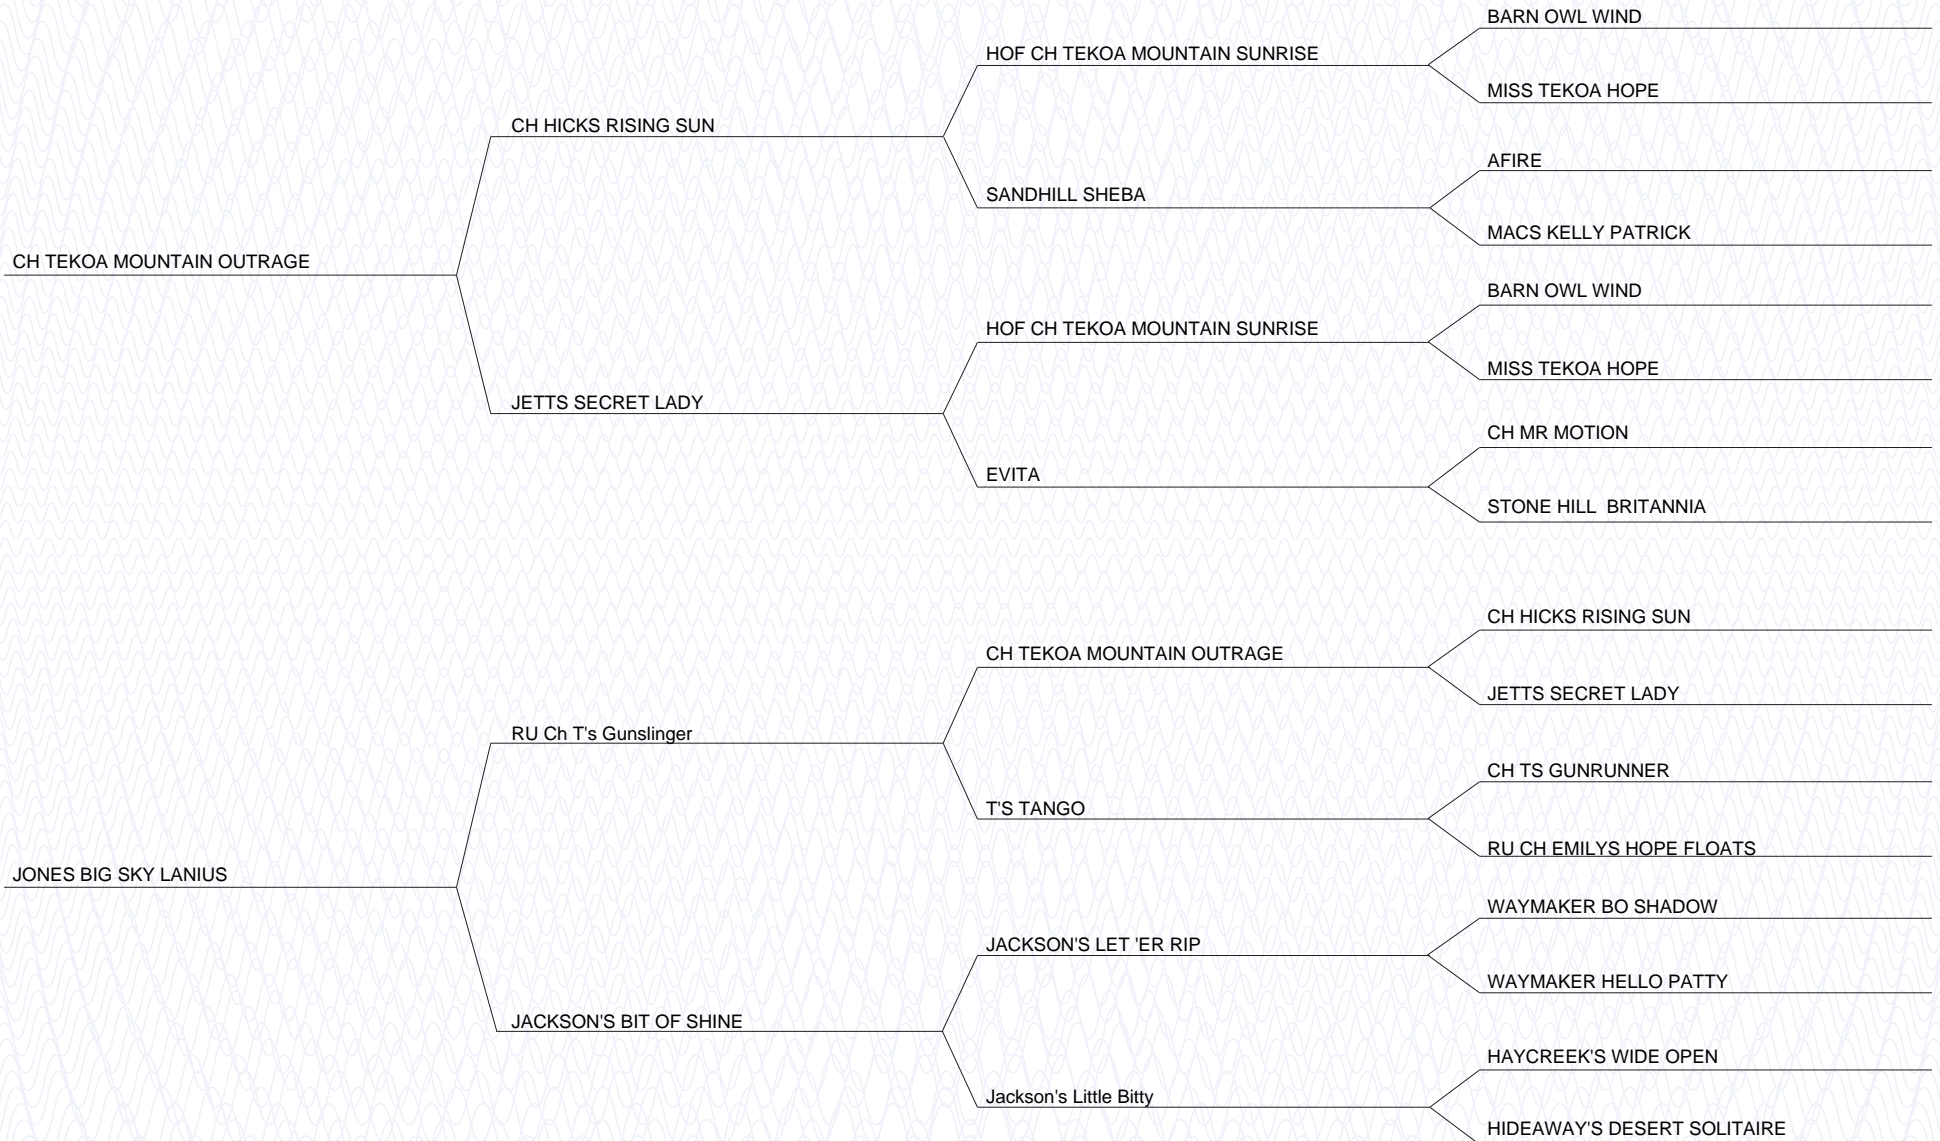 BARN OWL WIND
HOF CH TEKOA MOUNTAIN SUNRISE
MISS TEKOA HOPE
CH HICKS RISING SUN
AFIRE
SANDHILL SHEBA
MACS KELLY PATRICK
CH TEKOA MOUNTAIN OUTRAGE
BARN OWL WIND
HOF CH TEKOA MOUNTAIN SUNRISE
MISS TEKOA HOPE
JETTS SECRET LADY
CH MR MOTION
EVITA
STONE HILL  BRITANNIA
CH HICKS RISING SUN
CH TEKOA MOUNTAIN OUTRAGE
JETTS SECRET LADY
RU Ch T's Gunslinger
CH TS GUNRUNNER
T'S TANGO
RU CH EMILYS HOPE FLOATS
JONES BIG SKY LANIUS
WAYMAKER BO SHADOW
JACKSON'S LET 'ER RIP
WAYMAKER HELLO PATTY
JACKSON'S BIT OF SHINE
HAYCREEK'S WIDE OPEN
Jackson's Little Bitty
HIDEAWAY'S DESERT SOLITAIRE